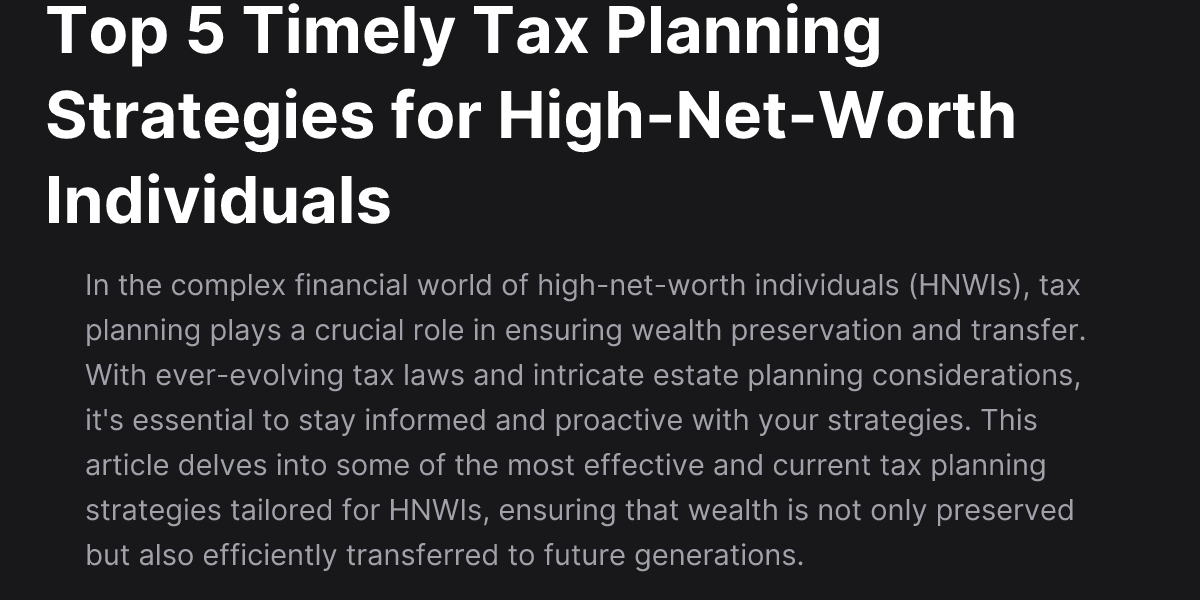 Top 5 Timely Tax Planning
Strategies for High-Net-Worth
Individuals
In the complex financial world of high-net-worth individuals (HNWIs), tax
planning plays a crucial role in ensuring wealth preservation and transfer.
With ever-evolving tax laws and intricate estate planning considerations,
it's essential to stay informed and proactive with your strategies. This
article delves into some of the most effective and current tax planning
strategies tailored for HNWIs, ensuring that wealth is not only preserved
but also efficiently transferred to future generations.